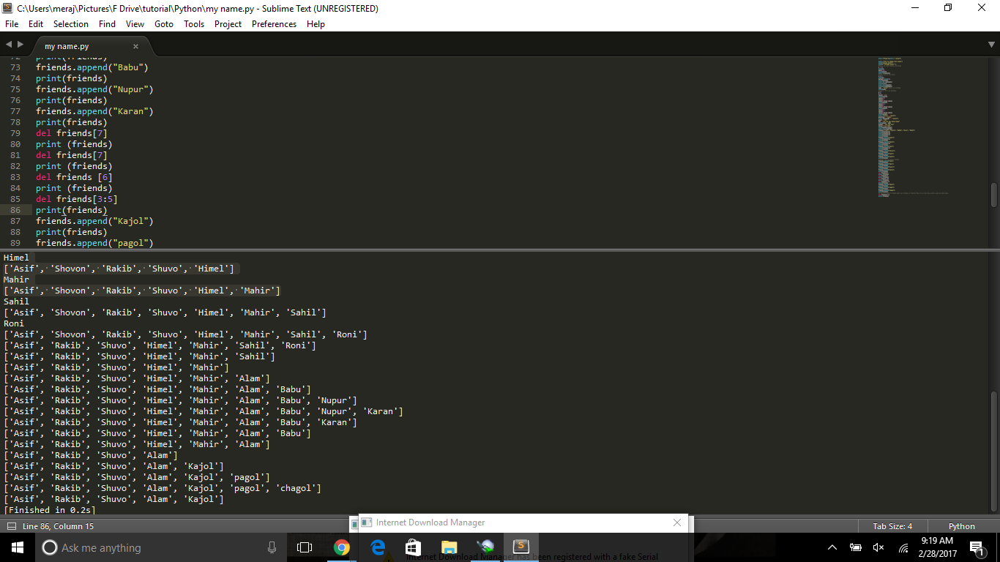 C:\Users\meraj\Pictures\F Drive\tutorial\Python\my name.py - Sublime Text (UNREGISTERED)
File Edit Selection Find View Goto Tools Project Preferences Help
my name.py
72 print(friends)
73 friends.append("Babu")
74 print(friends)
75 friends.append("Nupur")
76 print(friends)
77 friends.append("Karan")
78 print(friends)
79 del friends[7]
80 print (friends)
81 del friends[7]
82 print (friends)
83 del friends [6]
84 print (friends)
85 del friends[3:5]
86 print(friends)
87 friends.append("Kajol")
88 print(friends)
89 friends.append("pagol")
Himel
['Asif', 'Shovon', 'Rakib', 'Shuvo', 'Himel']
Mahir
['Asif', 'Shovon', 'Rakib', 'Shuvo', 'Himel', 'Mahir']
Sahil
['Asif', 'Shovon', 'Rakib', 'Shuvo', 'Himel', 'Mahir', 'Sahil']
Roni
['Asif', 'Shovon', 'Rakib', 'Shuvo', 'Himel', 'Mahir', 'Sahil', 'Roni']
['Asif', 'Rakib', 'Shuvo', 'Himel', 'Mahir', 'Sahil', 'Roni']
['Asif', 'Rakib', 'Shuvo', 'Himel', 'Mahir', 'Sahil']
['Asif', 'Rakib', 'Shuvo', 'Himel', 'Mahir']
['Asif', 'Rakib', 'Shuvo', 'Himel', 'Mahir', 'Alam']
['Asif', 'Rakib', 'Shuvo', 'Himel', 'Mahir', 'Alam', 'Babu']
['Asif', 'Rakib', 'Shuvo', 'Himel', 'Mahir', 'Alam', 'Babu', 'Nupur']
['Asif', 'Rakib', 'Shuvo', 'Himel', 'Mahir', 'Alam', 'Babu', 'Nupur', 'Karan']
['Asif', 'Rakib', 'Shuvo', 'Himel', 'Mahir', 'Alam', 'Babu', 'Karan']
['Asif', 'Rakib', 'Shuvo', 'Himel', 'Mahir', 'Alam', 'Babu']
['Asif', 'Rakib', 'Shuvo', 'Himel', 'Mahir', 'Alam']
['Asif', 'Rakib', 'Shuvo', 'Alam']
['Asif', 'Rakib', 'Shuvo', 'Alam', 'Kajol']
['Asif', 'Rakib', 'Shuvo', 'Alam', 'Kajol', 'pagol']
['Asif', 'Rakib', 'Shuvo', 'Alam', 'Kajol', 'pagol', 'chagol']
['Asif', 'Rakib', 'Shuvo', 'Alam', 'Kajol']
[Finished in 0.2s]
Line 86, Column 15
Internet Download Manager
Tab Size: 4
Python
Ask me anything
Internet Download Manager has been registered with a fake Serial
9:19 AM
2/28/2017
1